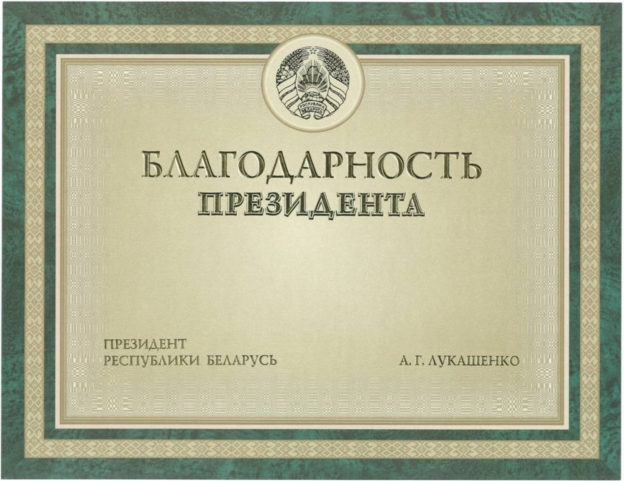 БЛАГОДАРНОСТЬ
ПРЕЗИДЕНТА
ПРЕЗИДЕНТ
РЕСПУБЛИКИ БЕЛАРУСЬ
А. Г. ЛУКАШЕНКО